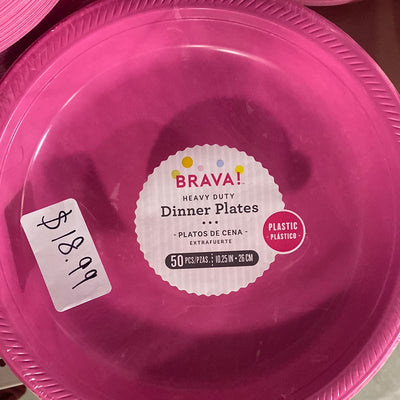 BRAVA!
HEAVY DUTY
Dinner Plates
- PLATOS DE CENA -
EXTRAFUERTE
50 PCS/PZAS. 10.25 IN • 26 CM
PLASTIC
- PLÁSTICO -
$18.99